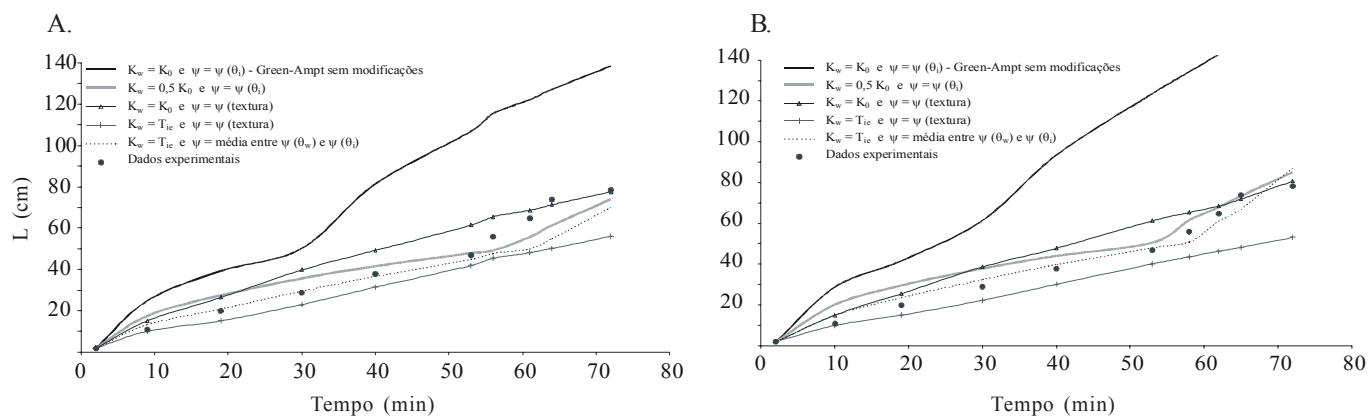 A.
140
120
100
80
60
40
20
0
L (cm)
K_w = K_0 e ψ = ψ (θ_i) - Green-Ampt sem modificações
K_w = 0,5 K_0 e ψ = ψ (θ_i)
K_w = K_0 e ψ = ψ (textura)
K_w = T_ie e ψ = ψ (textura)
K_w = T_ie e ψ = média entre ψ (θ_w) e ψ (θ_i)
Dados experimentais
0 10 20 30 40 50 60 70 80
Tempo (min)
B.
140
120
100
80
60
40
20
K_w = K_0 e ψ = ψ (θ_i) - Green-Ampt sem modificações
K_w = 0,5 K_0 e ψ = ψ (θ_i)
K_w = K_0 e ψ = ψ (textura)
K_w = T_ie e ψ = ψ (textura)
K_w = T_ie e ψ = média entre ψ (θ_w) e ψ (θ_i)
Dados experimentais
0 10 20 30 40 50 60 70 80
Tempo (min)